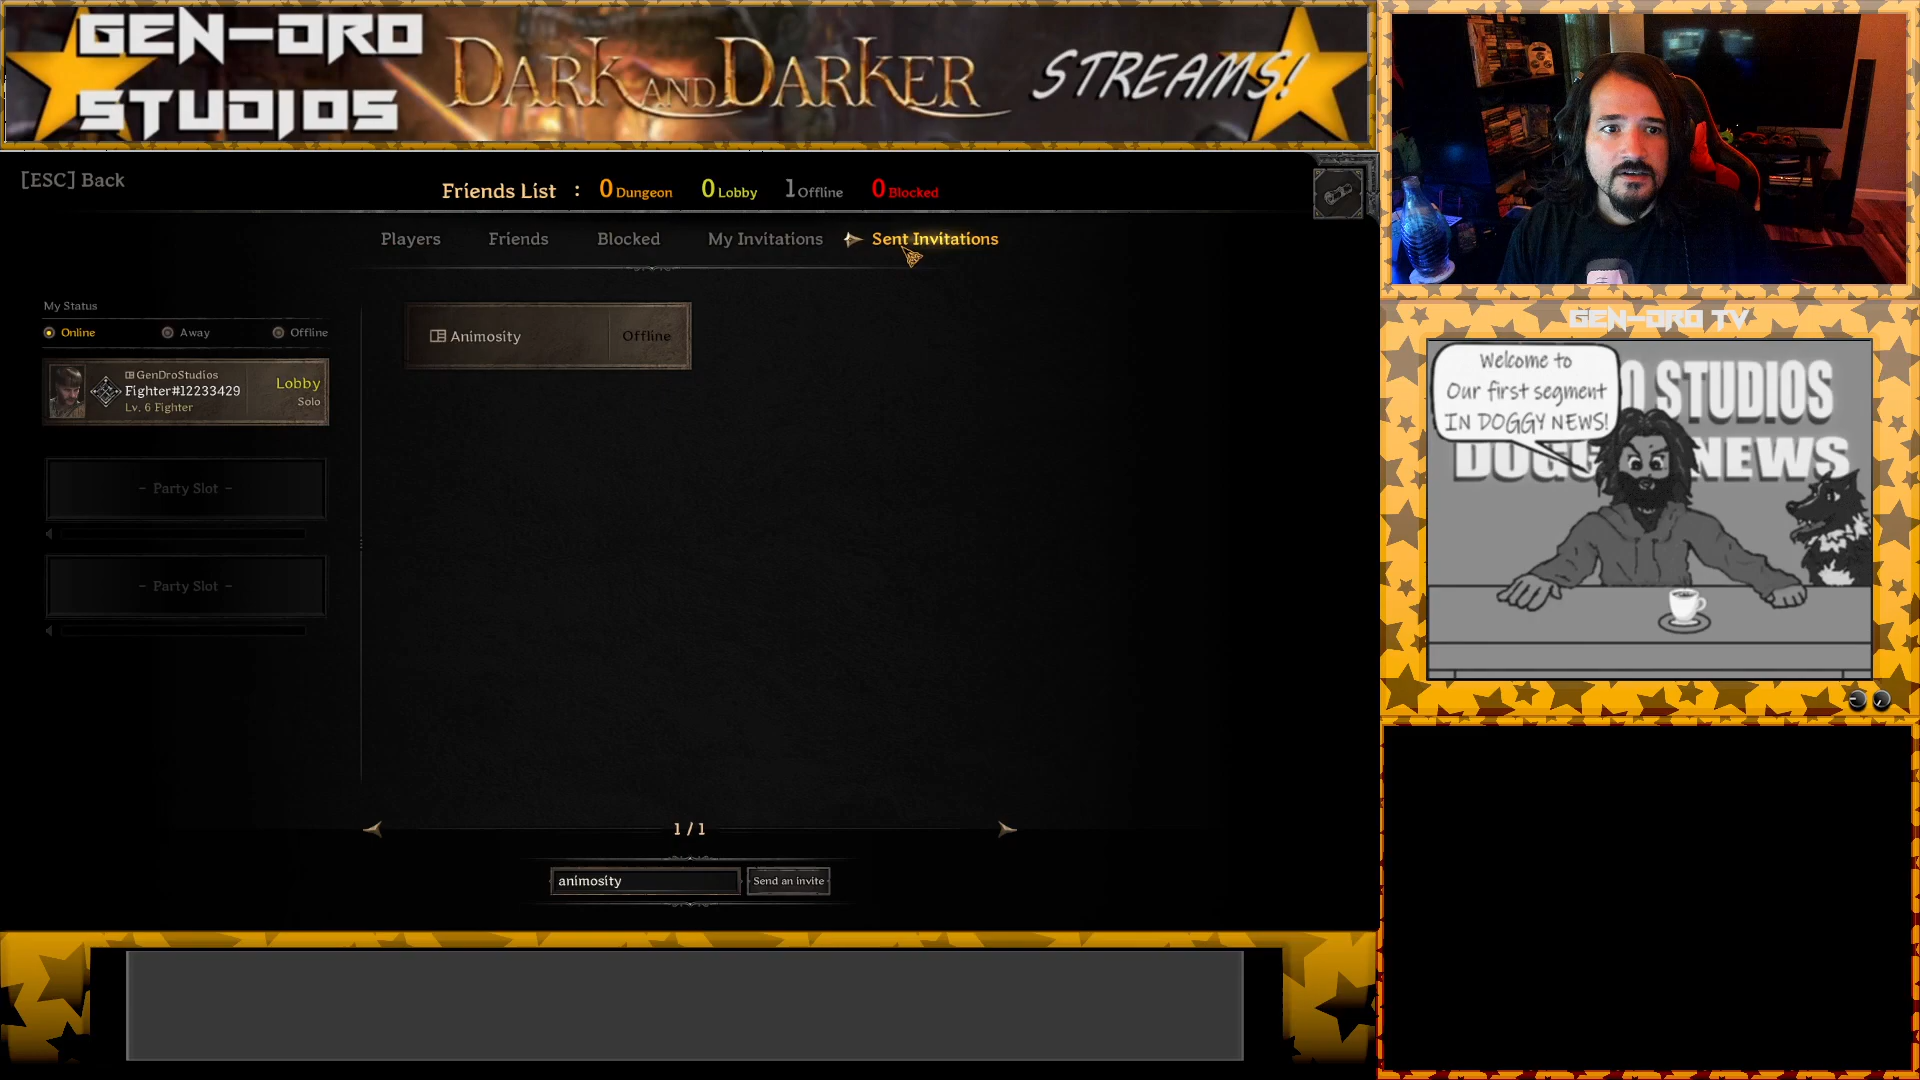 GEN-DRO
STUDIOS
DARK AND DARKER
STREAMS!
[ESC] Back
Friends List : 0 Dungeon 0 Lobby 1 Offline 0 Blocked
Players Friends Blocked My Invitations Sent Invitations
My Status
Online Away Offline
GenDroStudios
Fighter#12233429
Lv. 6 Fighter
Lobby
Solo
- Party Slot -
- Party Slot -
Animosity Offline
1 / 1
animosity Send an invite
GEN-DRO TV
Welcome to
Our first segment
IN DOGGY NEWS!
O STUDIOS
DOGG NEWS